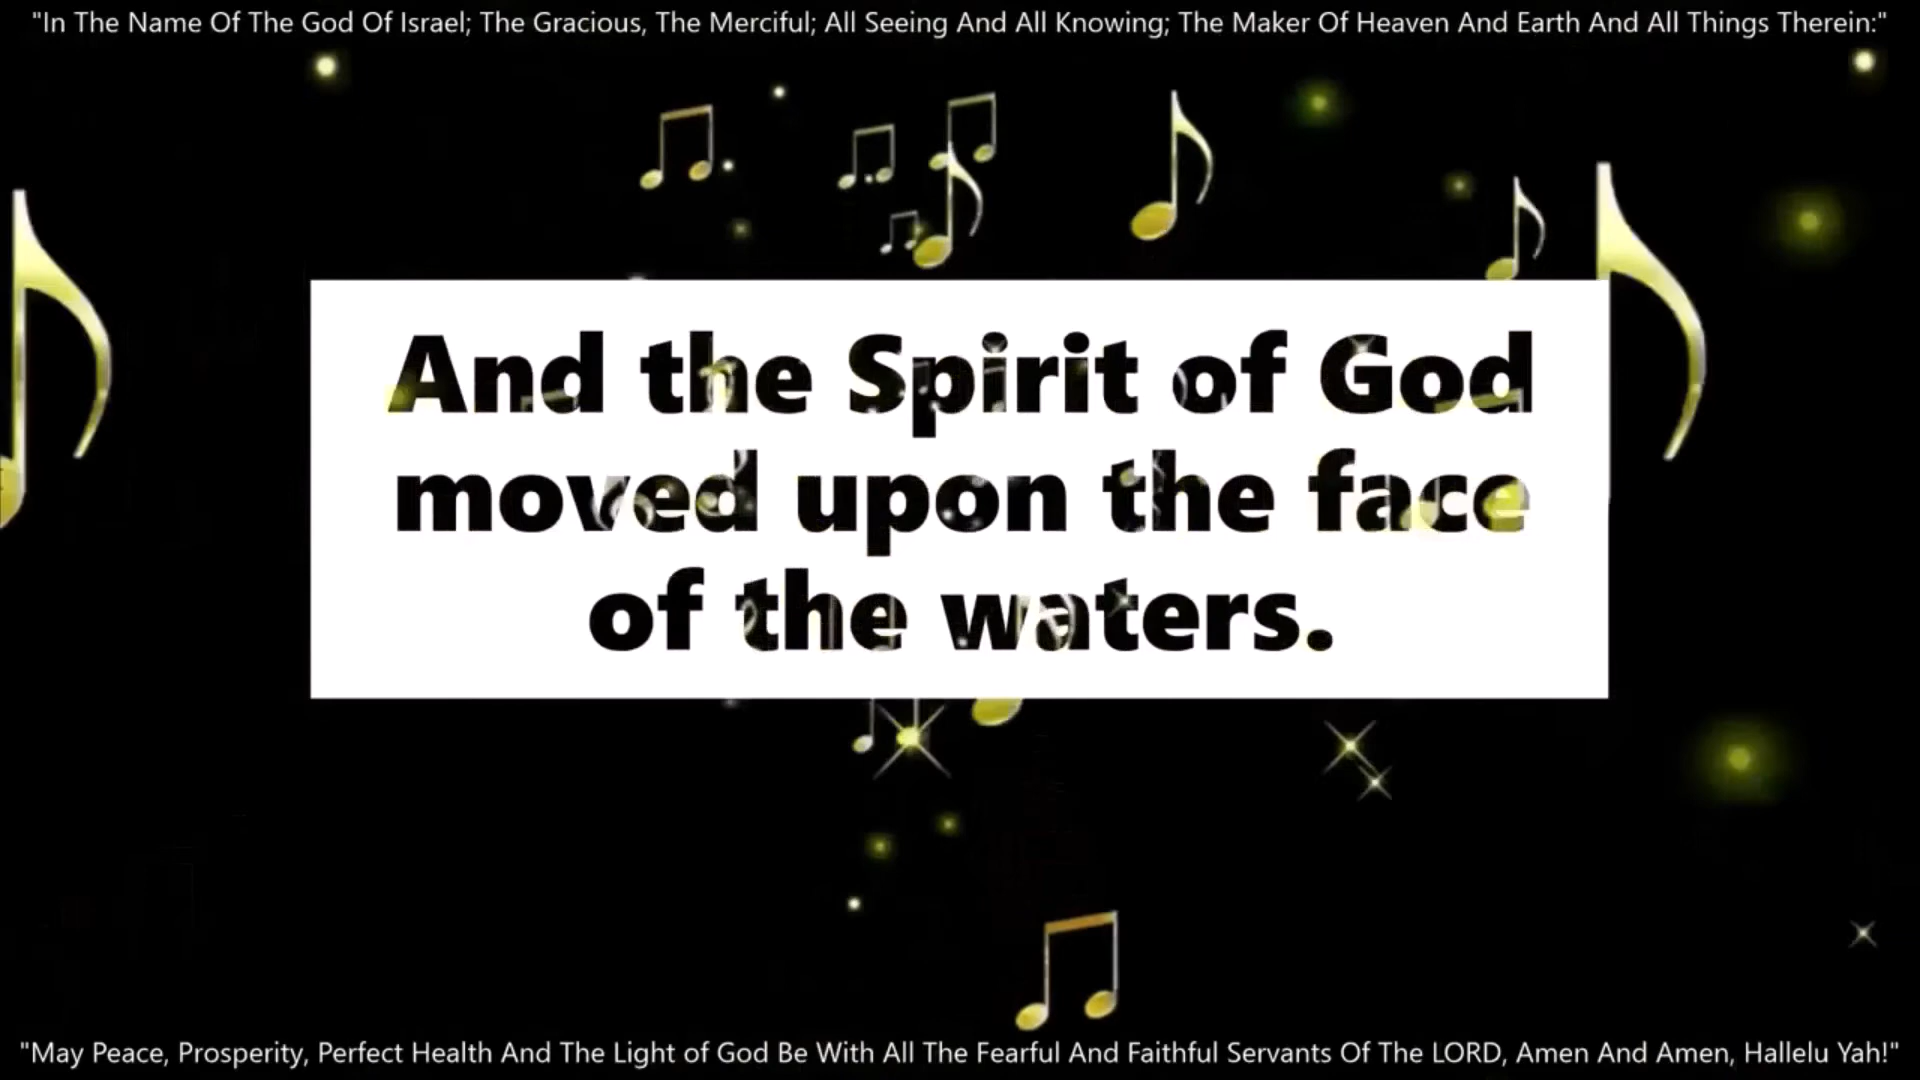 "In The Name Of The God Of Israel; The Gracious, The Merciful; All Seeing And All Knowing; The Maker Of Heaven And Earth And All Things Therein:"
And the Spirit of God
moved upon the face
of the waters.
"May Peace, Prosperity, Perfect Health And The Light of God Be With All The Fearful And Faithful Servants Of The LORD, Amen And Amen, Hallelu Yah!"